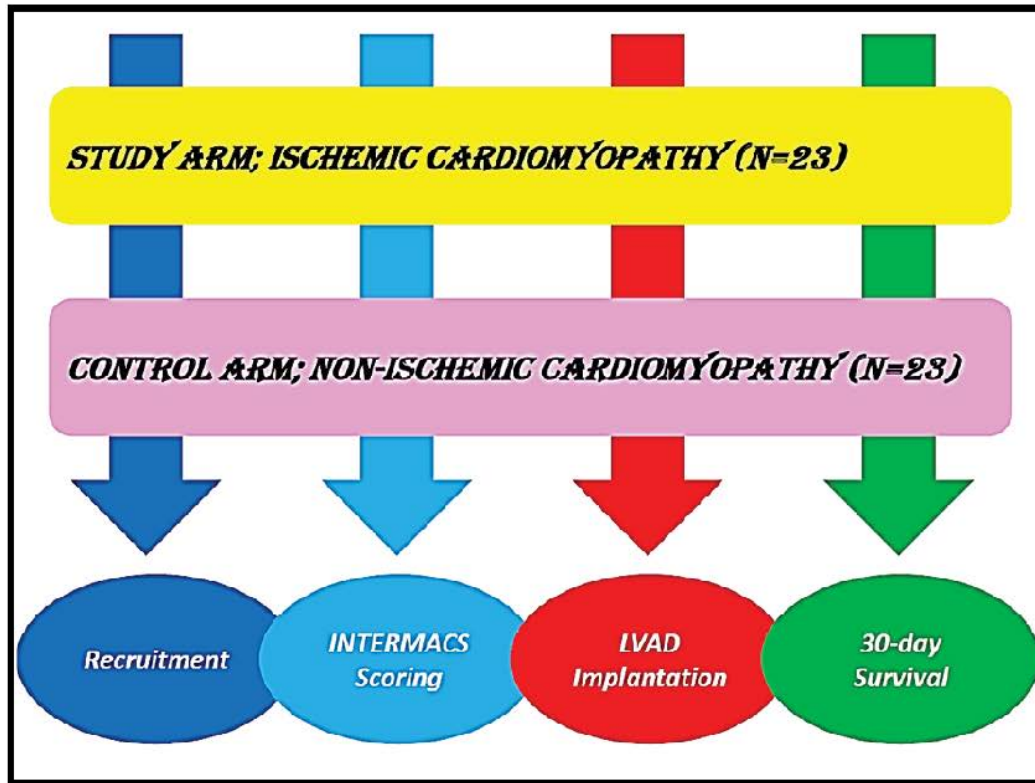 STUDY ARM; ISCHEMIC CARDIOMYOPATHY (N=23)
CONTROL ARM; NON-ISCHEMIC CARDIOMYOPATHY (N=23)
Recruitment
INTERMACS
Scoring
LVAD
Implantation
30-day
Survival